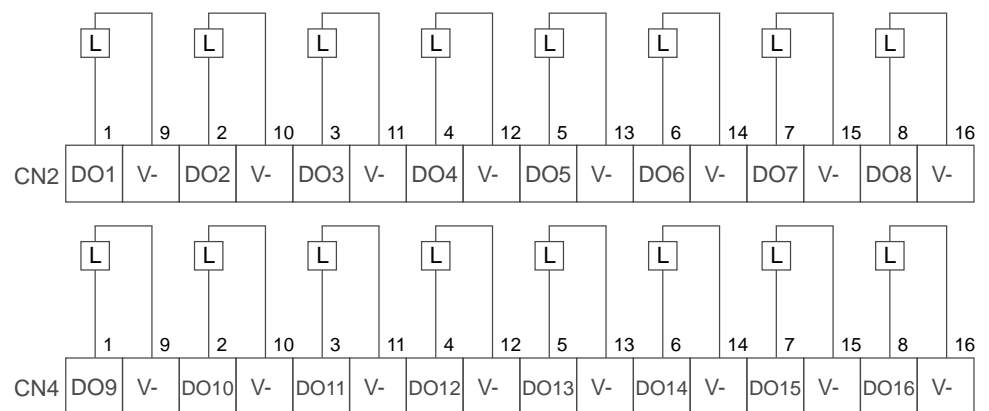 L L L L L L L L
1 9 2 10 3 11 4 12 5 13 6 14 7 15 8 16
CN2 DO1 V- DO2 V- DO3 V- DO4 V- DO5 V- DO6 V- DO7 V- DO8 V-
L L L L L L L L
1 9 2 10 3 11 4 12 5 13 6 14 7 15 8 16
CN4 DO9 V- DO10 V- DO11 V- DO12 V- DO13 V- DO14 V- DO15 V- DO16 V-